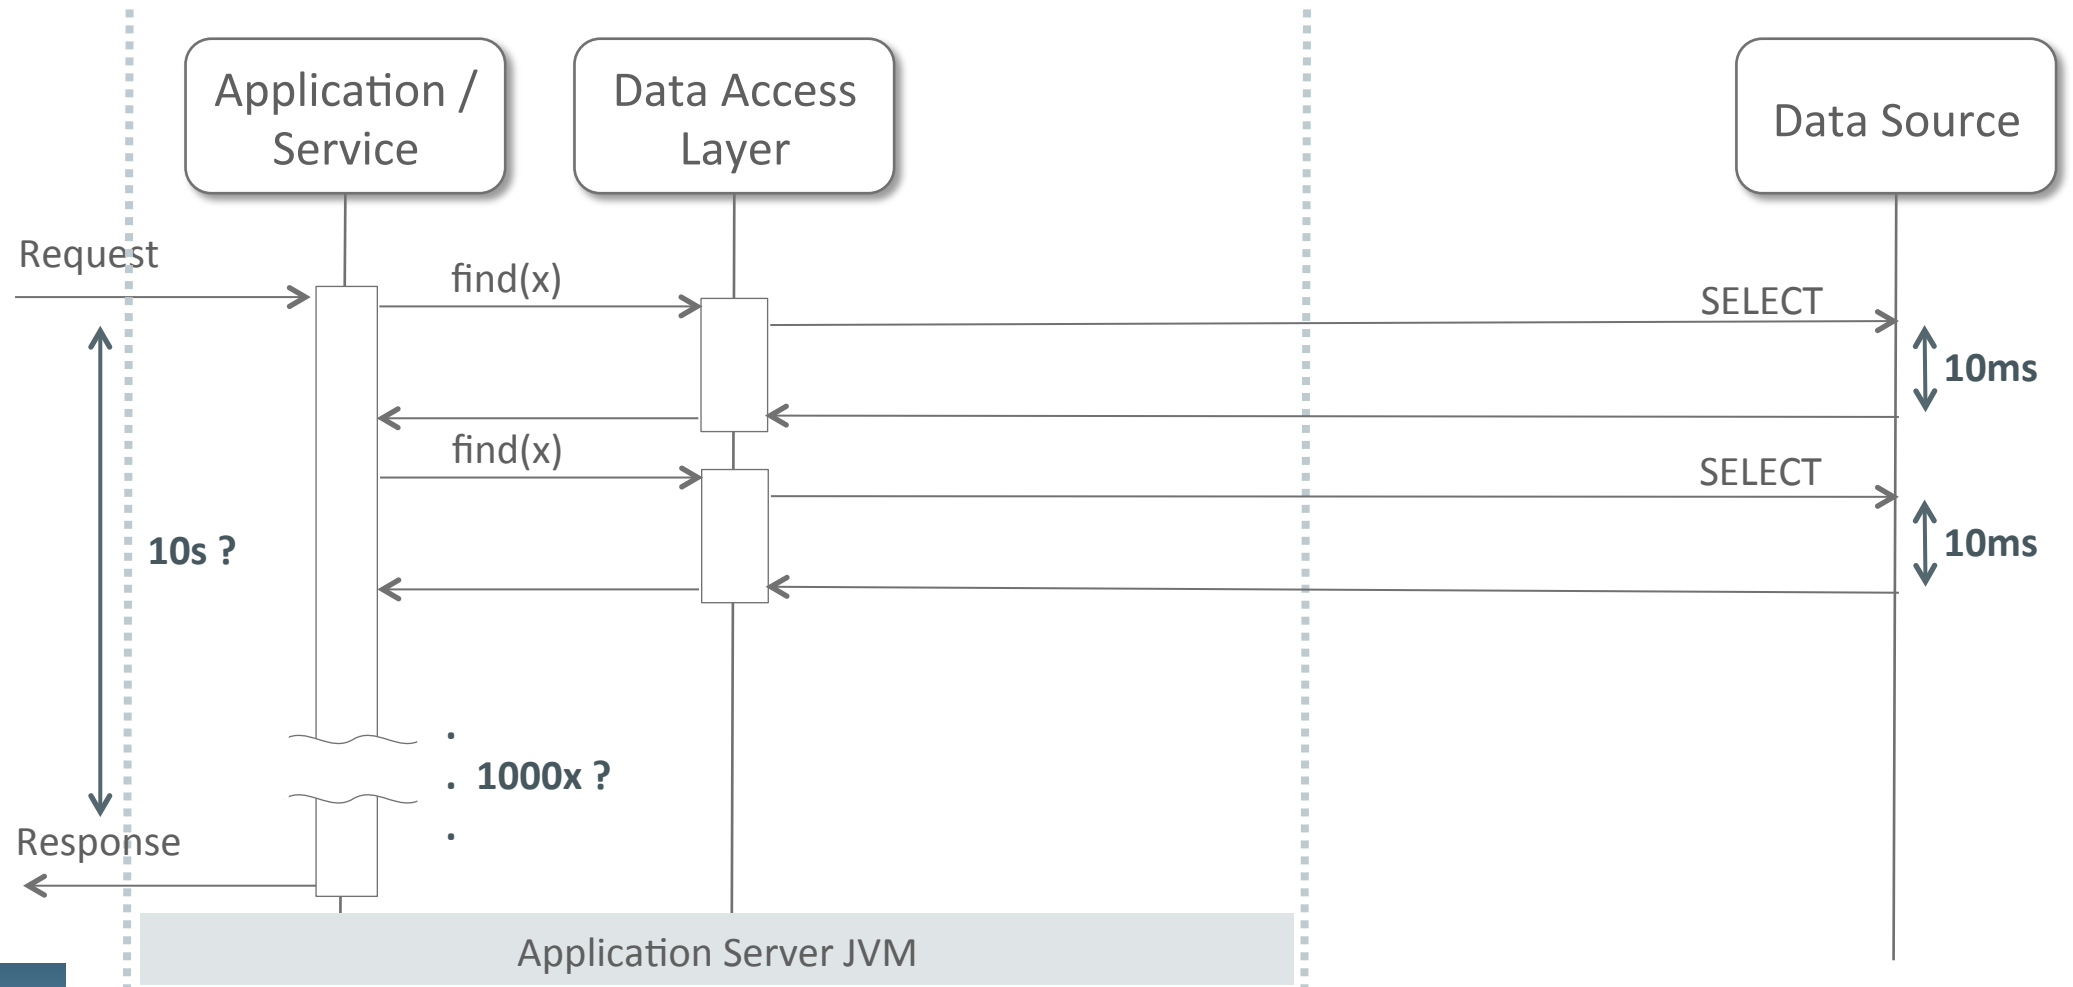 Application /
Service
Data Access
Layer
Data Source
Request
find(x)
SELECT
10ms
find(x)
SELECT
10s ?
10ms
.
. 1000x ?
.
Response
Application Server JVM